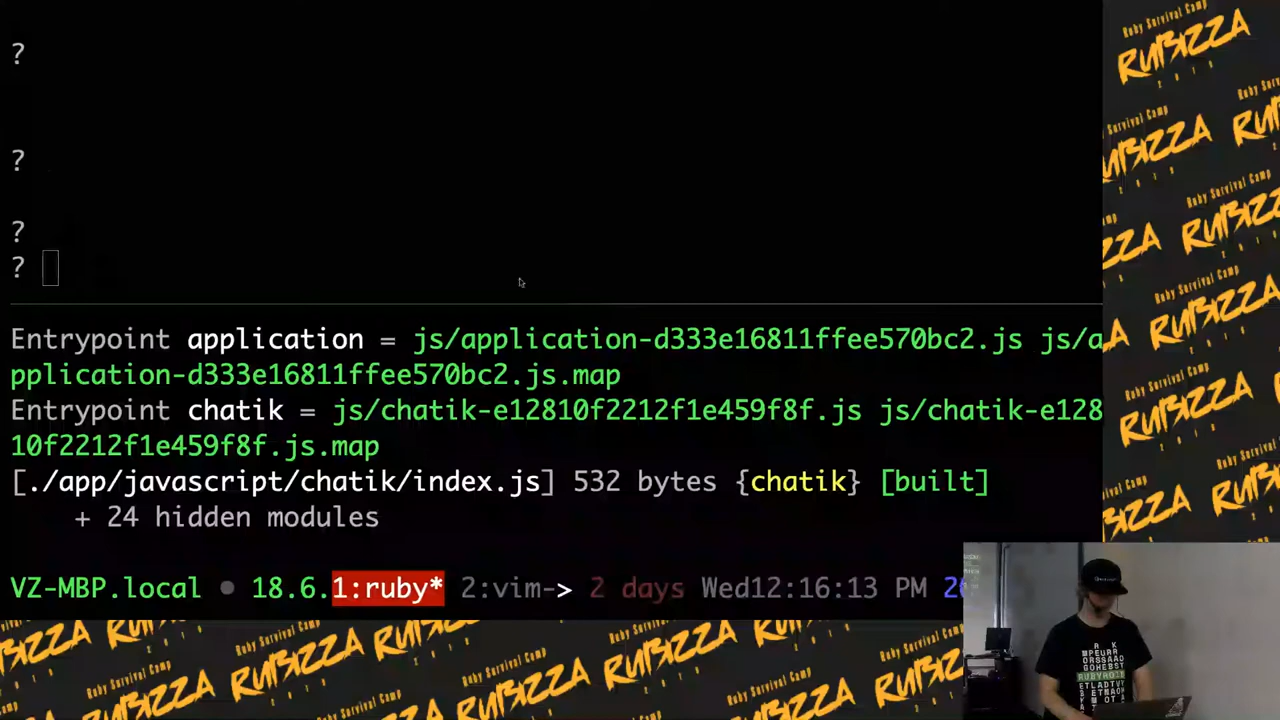 ?
?
?
?
Entrypoint application = js/application-d333e16811ffee570bc2.js js/a
pplication-d333e16811ffee570bc2.js.map
Entrypoint chatik = js/chatik-e12810f2212f1e459f8f.js js/chatik-e128
10f2212f1e459f8f.js.map
[./app/javascript/chatik/index.js] 532 bytes {chatik} [built]
+ 24 hidden modules
VZ-MBP.local ● 18.6.1:ruby* 2:vim-> 2 days Wed12:16:13 PM
Ruby Survival Camp
RUBIZZA
2019